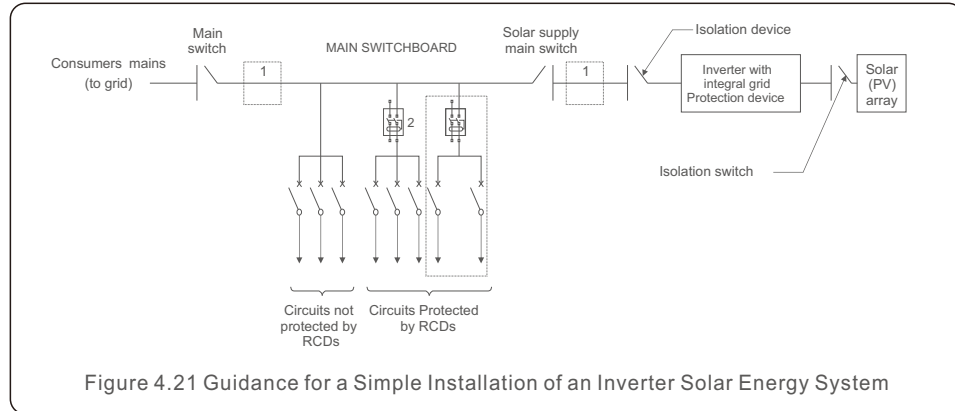 Main
switch
Consumers mains
(to grid)
1
MAIN SWITCHBOARD
Solar supply
main switch
1
Isolation device
Inverter with
integral grid
Protection device
Solar
(PV)
array
Isolation switch
2
Circuits not
protected by
RCDs
Circuits Protected
by RCDs
Figure 4.21 Guidance for a Simple Installation of an Inverter Solar Energy System